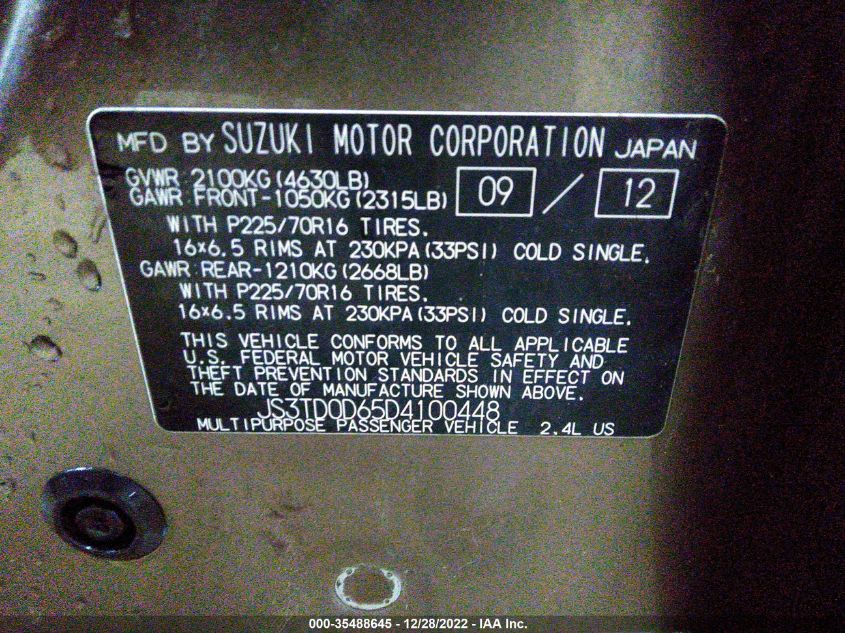 MFD BY SUZUKI MOTOR CORPORATION JAPAN
GVWR 2100KG (4630LB)
GAWR FRONT-1050KG (2315LB) 09 / 12
WITH P225/70R16 TIRES.
16×6.5 RIMS AT 230KPA (33PSI) COLD SINGLE.
GAWR REAR-1210KG (2668LB)
WITH P225/70R16 TIRES.
16×6.5 RIMS AT 230KPA (33PSI) COLD SINGLE.
THIS VEHICLE CONFORMS TO ALL APPLICABLE
U.S. FEDERAL MOTOR VEHICLE SAFETY AND
THEFT PREVENTION STANDARDS IN EFFECT ON
THE DATE OF MANUFACTURE SHOWN ABOVE.
JS3TD0D65D4100448
MULTIPURPOSE PASSENGER VEHICLE 2.4L US
000-35488645 - 12/28/2022 - IAA Inc.